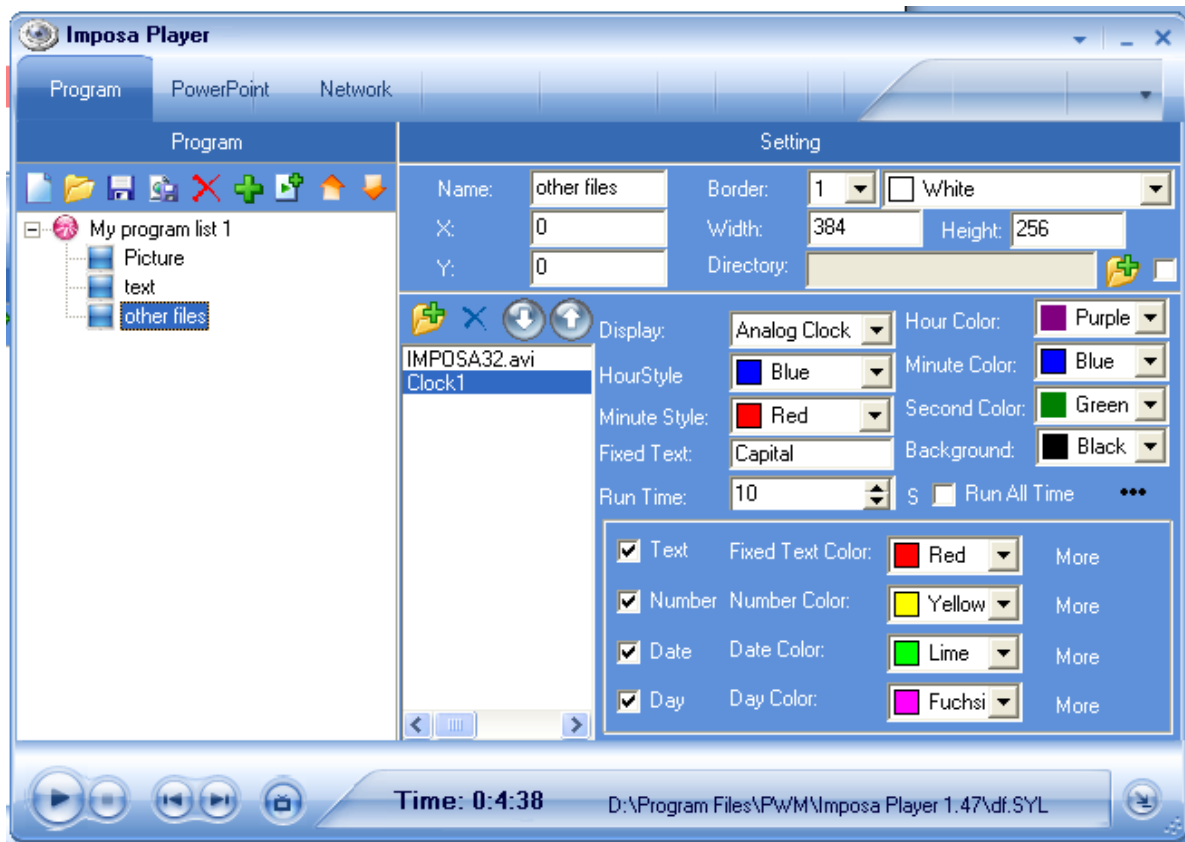 Imposa Player
Program PowerPoint Network
Program
Setting
My program list 1
Picture
text
other files
Name: other files Border: 1 White
X: 0 Width: 384 Height: 256
Y: 0 Directory:
IMPOSA32.avi
Clock1
Display: Analog Clock Hour Color: Purple
HourStyle Blue Minute Color: Blue
Minute Style: Red Second Color: Green
Fixed Text: Capital Background: Black
Run Time: 10 S Run All Time •••
Text Fixed Text Color: Red More
Number Number Color: Yellow More
Date Date Color: Lime More
Day Day Color: Fuchsi More
Time: 0:4:38 D:\Program Files\PWM\Imposa Player 1.47\df.SYL